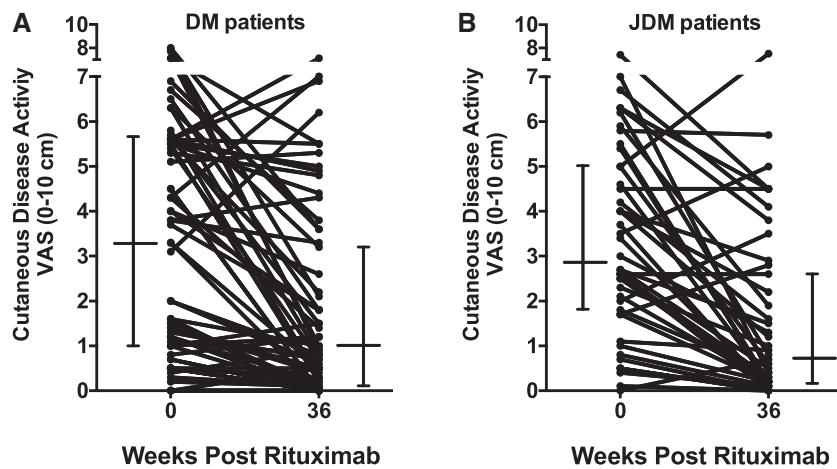 A
DM patients
Cutaneous Disease Activiy
VAS (0-10 cm)
10
8
7
6
5
4
3
2
1
0
0 36
Weeks Post Rituximab
B
JDM patients
Cutaneous Disease Activiy
VAS (0-10 cm)
10
8
7
6
5
4
3
2
1
0
0 36
Weeks Post Rituximab